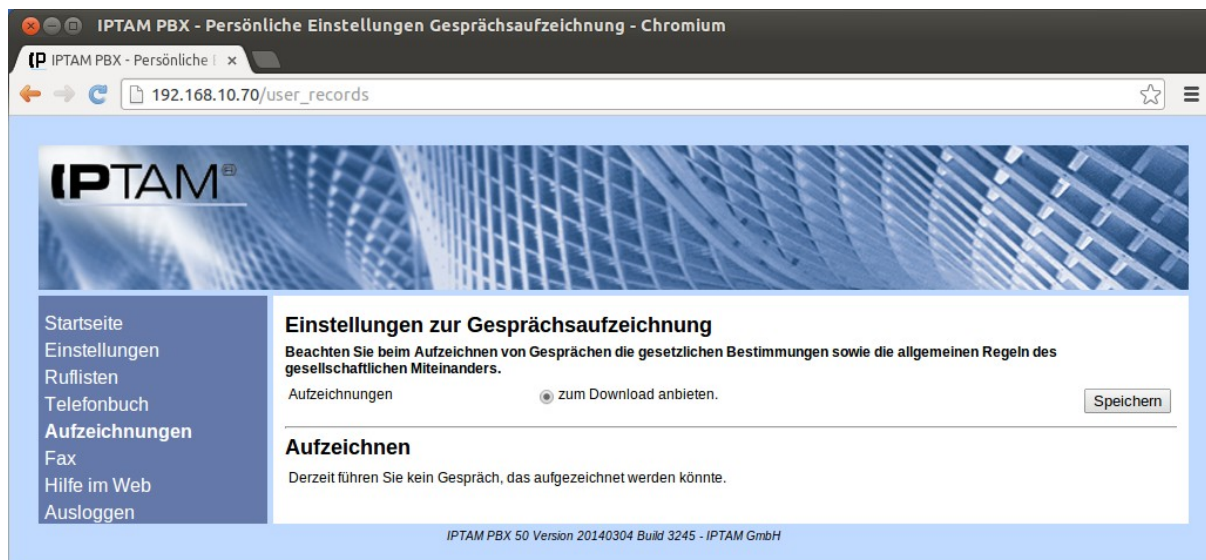 IPTAM PBX - Persönliche Einstellungen Gesprächsaufzeichnung - Chromium
IPTAM PBX - Persönliche
192.168.10.70/user_records
IPTAM®
Startseite
Einstellungen
Ruflisten
Telefonbuch
Aufzeichnungen
Fax
Hilfe im Web
Ausloggen
Einstellungen zur Gesprächsaufzeichnung
Beachten Sie beim Aufzeichnen von Gesprächen die gesetzlichen Bestimmungen sowie die allgemeinen Regeln des
gesellschaftlichen Miteinanders.
Aufzeichnungen zum Download anbieten. Speichern
Aufzeichnen
Derzeit führen Sie kein Gespräch, das aufgezeichnet werden könnte.
IPTAM PBX 50 Version 20140304 Build 3245 - IPTAM GmbH